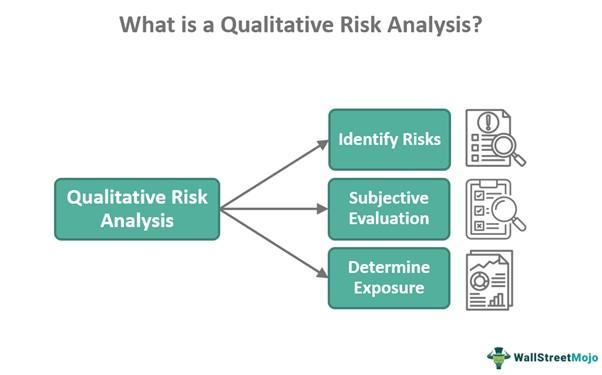 What is a Qualitative Risk Analysis?
Identify Risks
Qualitative Risk
Analysis
Subjective
Evaluation
Determine
Exposure
WallStreetMojo